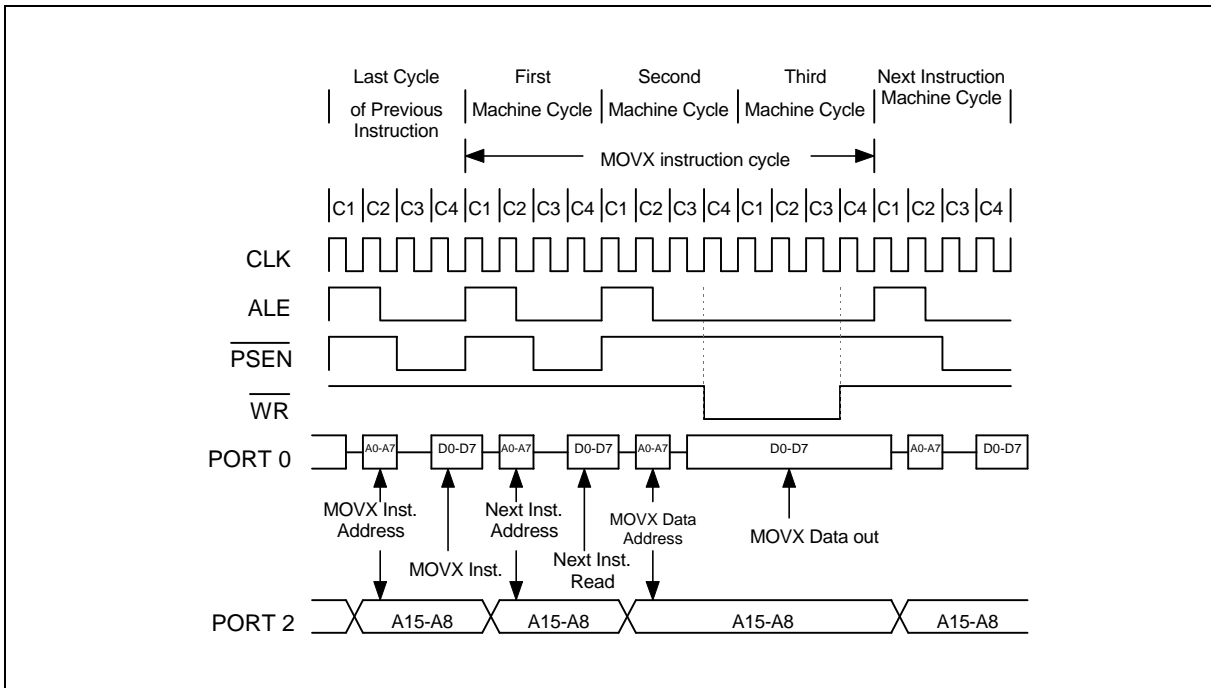 Last Cycle
of Previous
Instruction
First
Machine Cycle
Second
Machine Cycle
Third
Machine Cycle
Next Instruction
Machine Cycle
MOVX instruction cycle
C1 C2 C3 C4 C1 C2 C3 C4 C1 C2 C3 C4 C1 C2 C3 C4 C1 C2 C3 C4
CLK
ALE
PSEN
WR
PORT 0
A0-A7 D0-D7 A0-A7 D0-D7 A0-A7 D0-D7 A0-A7 D0-D7
MOVX Inst.
Address
MOVX Inst.
Next Inst.
Address
Next Inst.
Read
MOVX Data
Address
MOVX Data out
PORT 2
A15-A8 A15-A8 A15-A8 A15-A8